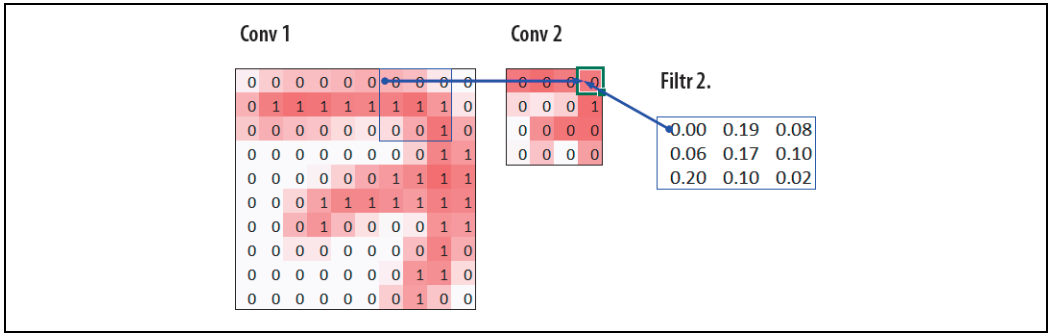 Conv 1
0 0 0 0 0 0 0 0 0 0
0 1 1 1 1 1 1 1 1 0
0 0 0 0 0 0 0 0 1 0
0 0 0 0 0 0 0 0 1 1
0 0 0 0 0 0 1 1 1 1
0 0 0 1 1 1 1 1 1 1
0 0 0 1 0 0 0 0 1 1
0 0 0 0 0 0 0 0 1 0
0 0 0 0 0 0 0 1 1 0
0 0 0 0 0 0 0 1 0 0
Conv 2
0 0 0 0
0 0 0 1
0 0 0 0
0 0 0 0
Filtr 2.
0.00 0.19 0.08
0.06 0.17 0.10
0.20 0.10 0.02